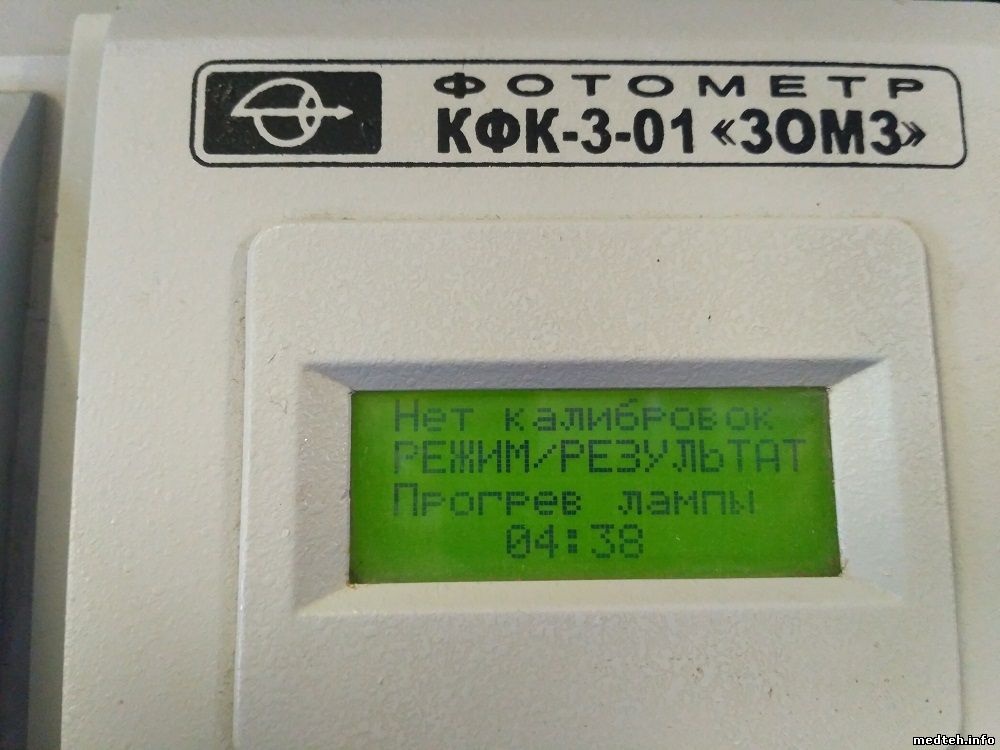 ФОТОМЕТР
КФК-3-01 «ЗОМЗ»
Нет калибровок
РЕЖИМ/РЕЗУЛЬТАТ
Прогрев лампы
04:38
medteh.info